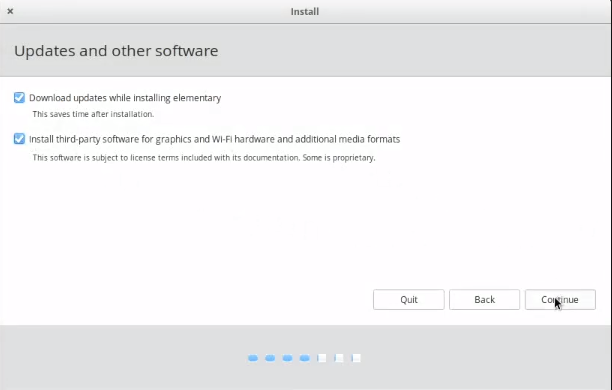 Install
Updates and other software
Download updates while installing elementary
This saves time after installation.
Install third-party software for graphics and Wi-Fi hardware and additional media formats
This software is subject to license terms included with its documentation. Some is proprietary.
Quit Back Continue